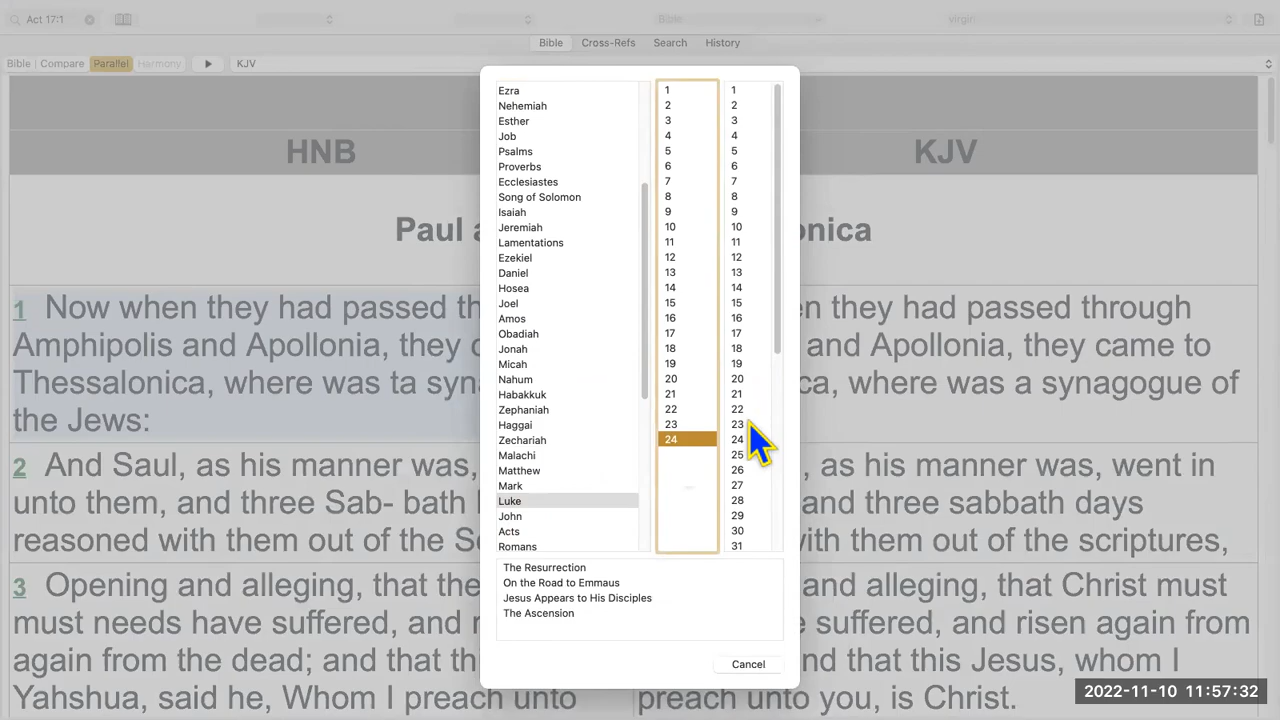 Act 17:1
Bible
virgin
Bible Cross-Refs Search History
Bible Compare Parallel Harmony KJV
HNB KJV
Paul a
onica
1 Now when they had passed th
Amphipolis and Apollonia, they c
Thessalonica, where was ta syn
the Jews:
2 And Saul, as his manner was,
unto them, and three Sab- bath
reasoned with them out of the Sc
3 Opening and alleging, that the
must needs have suffered, and r
again from the dead; and that thi
Yahshua, said he, Whom I preach unto
en they had passed through
and Apollonia, they came to
ca, where was a synagogue of
, as his manner was, went in
and three sabbath days
with them out of the scriptures,
and alleging, that Christ must
e suffered, and risen again from
nd that this Jesus, whom I
preach unto you, is Christ.
Ezra
Nehemiah
Esther
Job
Psalms
Proverbs
Ecclesiastes
Song of Solomon
Isaiah
Jeremiah
Lamentations
Ezekiel
Daniel
Hosea
Joel
Amos
Obadiah
Jonah
Micah
Nahum
Habakkuk
Zephaniah
Haggai
Zechariah
Malachi
Matthew
Mark
Luke
John
Acts
Romans
1
2
3
4
5
6
7
8
9
10
11
12
13
14
15
16
17
18
19
20
21
22
23
24
1
2
3
4
5
6
7
8
9
10
11
12
13
14
15
16
17
18
19
20
21
22
23
24
25
26
27
28
29
30
31
The Resurrection
On the Road to Emmaus
Jesus Appears to His Disciples
The Ascension
Cancel
2022-11-10 11:57:32